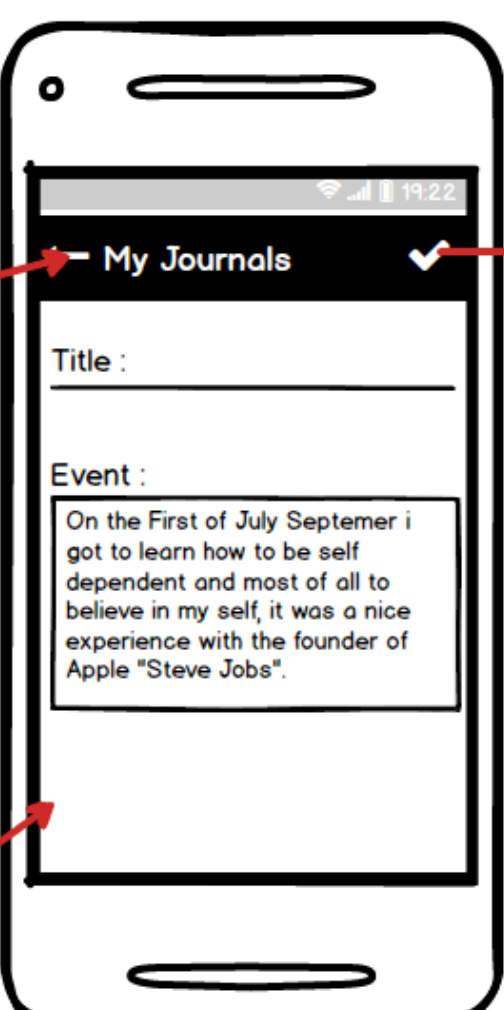 19:22
My Journals
Title :
Event :
On the First of July Septemer i
got to learn how to be self
dependent and most of all to
believe in my self, it was a nice
experience with the founder of
Apple "Steve Jobs".